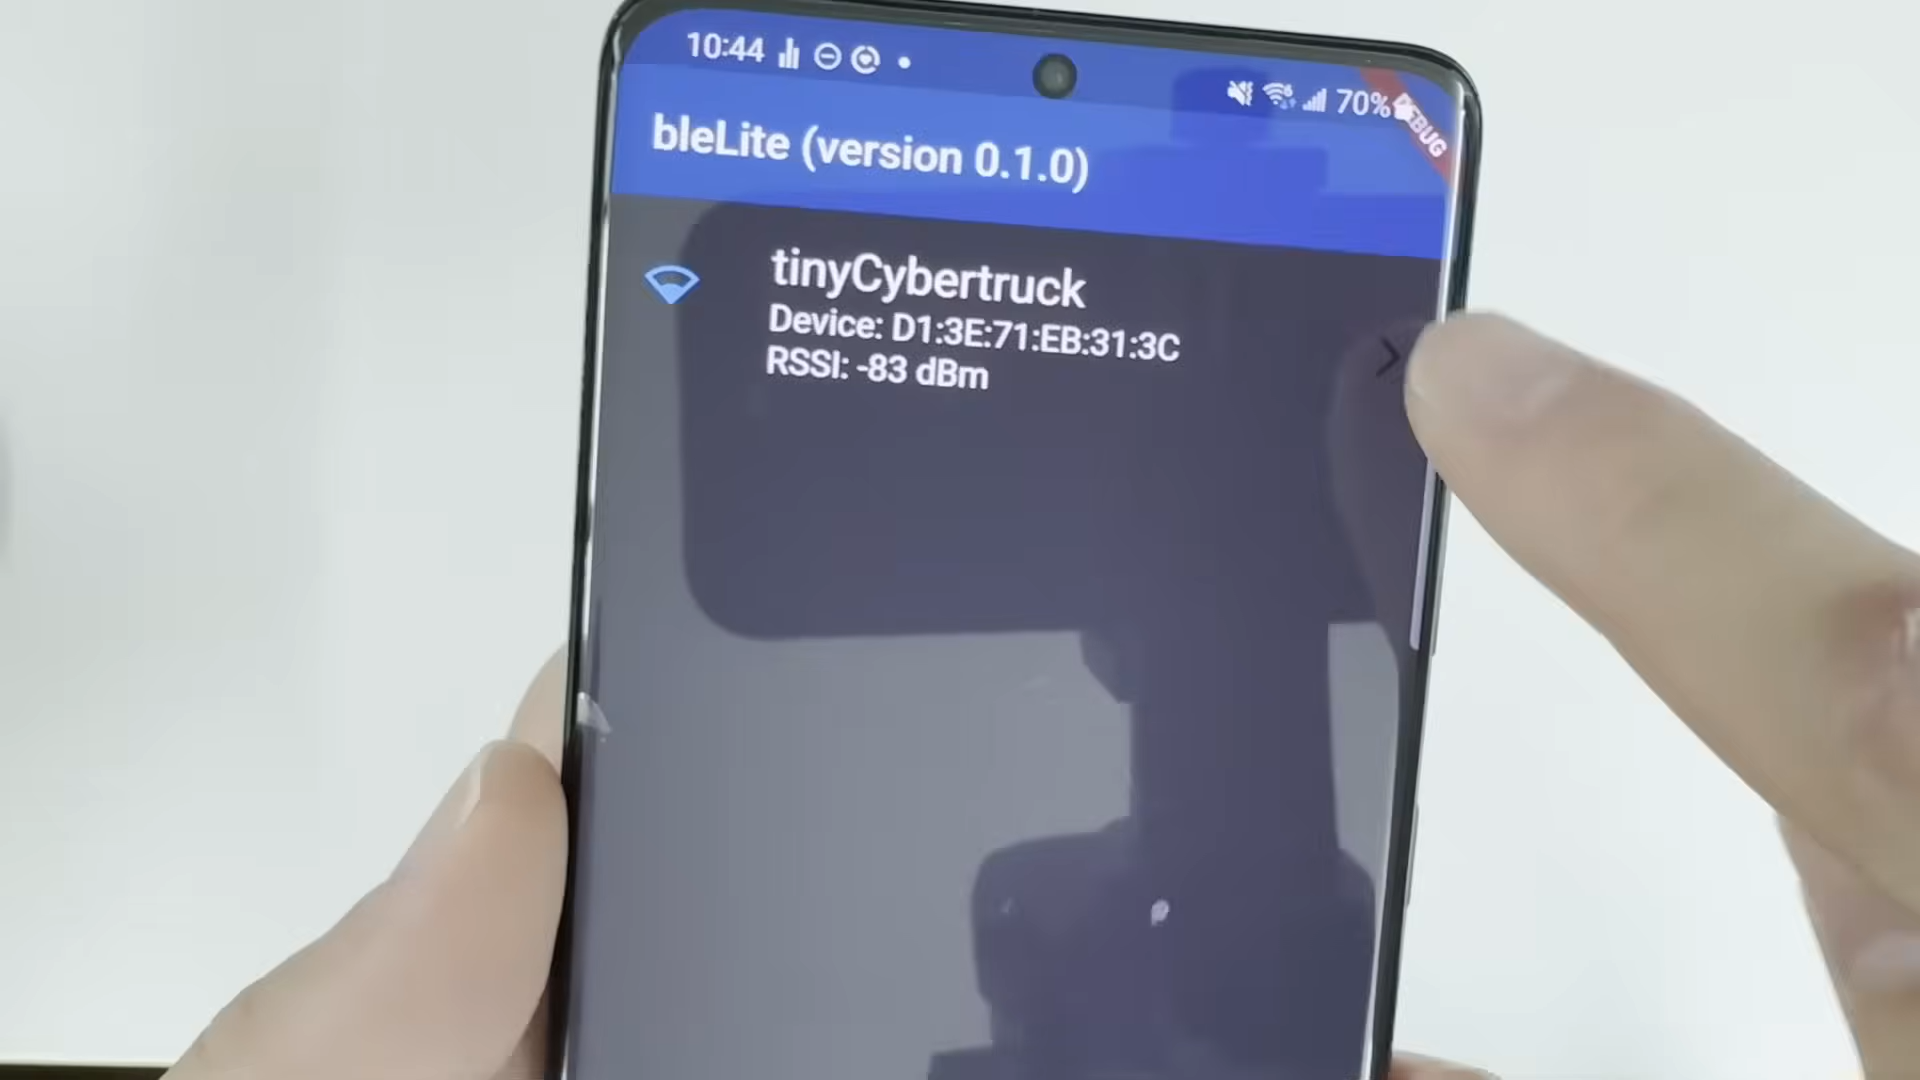 10:44
70%
DEBUG
bleLite (version 0.1.0)
tinyCybertruck
Device: D1:3E:71:EB:31:3C
RSSI: -83 dBm